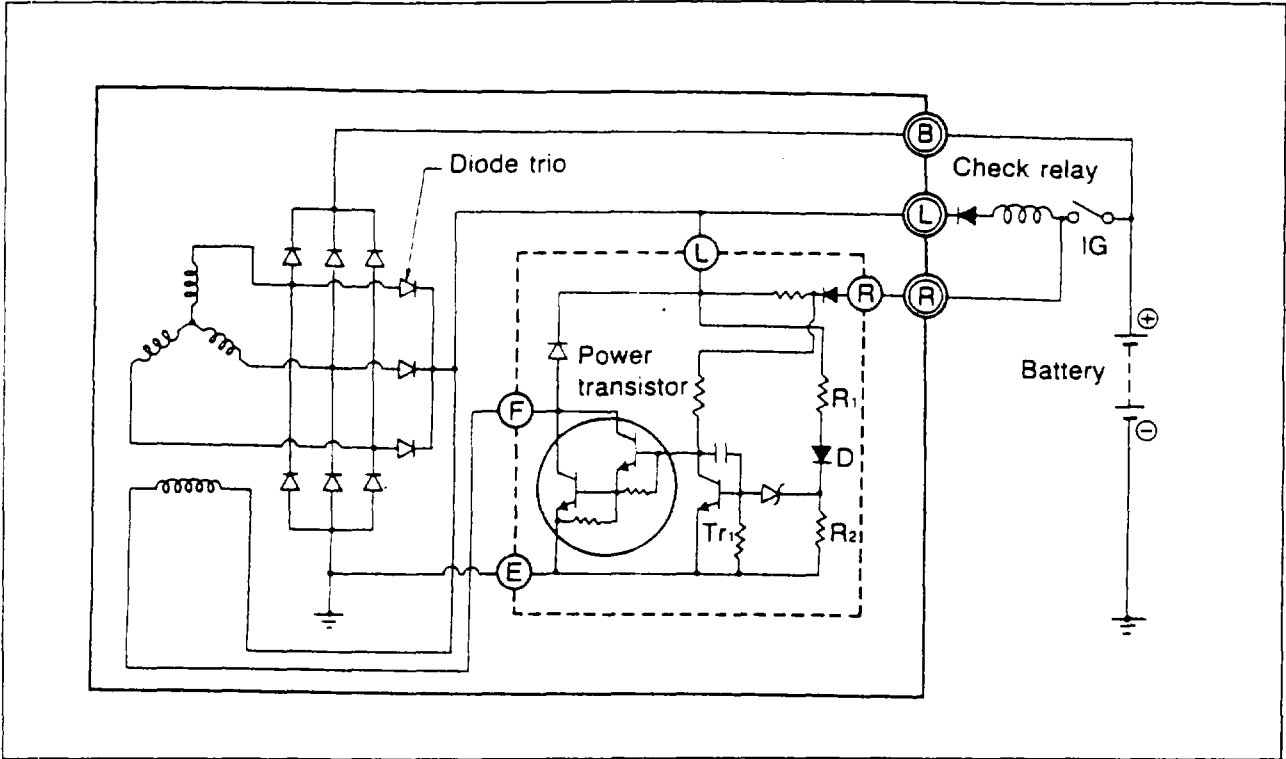 B
Diode trio
Check relay
L
IG
L
R
R
⊕
Power
transistor
Battery
R₁
F
⊖
D
Tr₁
R₂
E